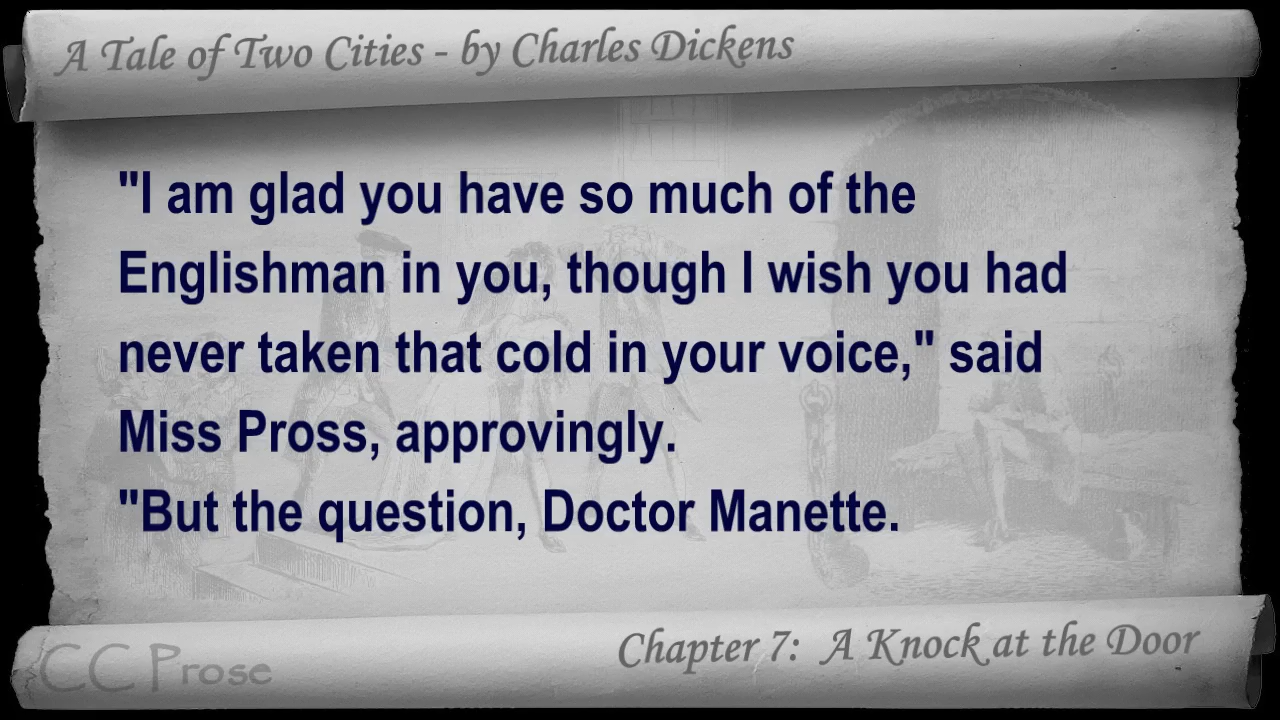 A Tale of Two Cities - by Charles Dickens
"I am glad you have so much of the
Englishman in you, though I wish you had
never taken that cold in your voice," said
Miss Pross, approvingly.
"But the question, Doctor Manette.
Chapter 7: A Knock at the Door
CC Prose